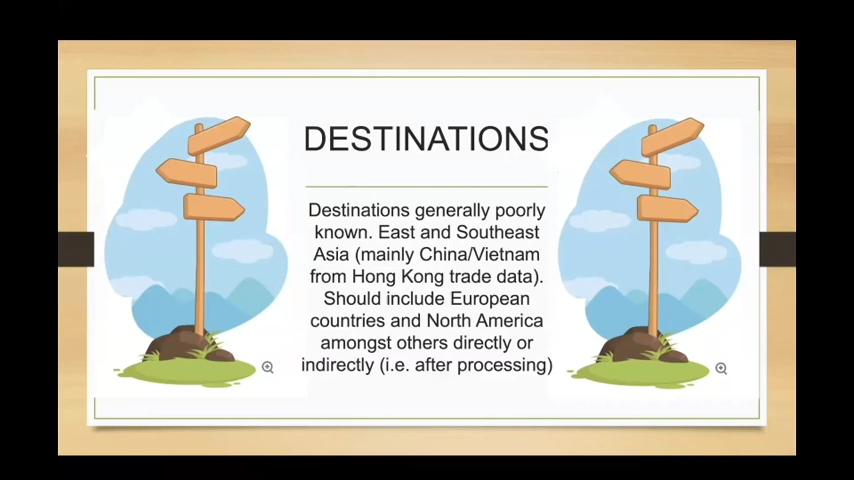 DESTINATIONS
Destinations generally poorly
known. East and Southeast
Asia (mainly China/Vietnam
from Hong Kong trade data).
Should include European
countries and North America
amongst others directly or
indirectly (i.e. after processing)